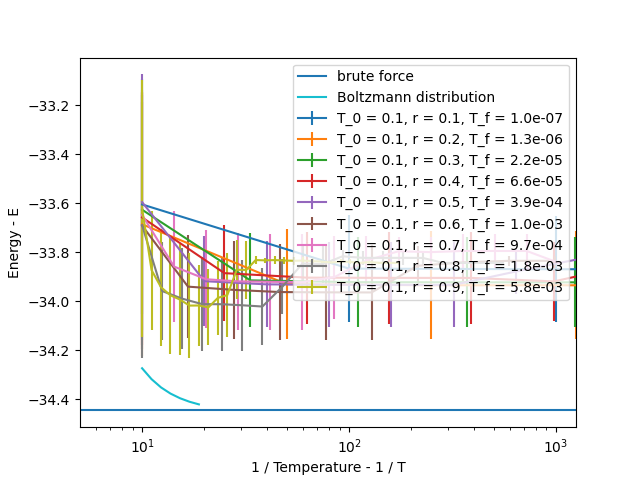 brute force
Boltzmann distribution
T_0 = 0.1, r = 0.1, T_f = 1.0e-07
T_0 = 0.1, r = 0.2, T_f = 1.3e-06
T_0 = 0.1, r = 0.3, T_f = 2.2e-05
T_0 = 0.1, r = 0.4, T_f = 6.6e-05
T_0 = 0.1, r = 0.5, T_f = 3.9e-04
T_0 = 0.1, r = 0.6, T_f = 1.0e-03
T_0 = 0.1, r = 0.7, T_f = 9.7e-04
T_0 = 0.1, r = 0.8, T_f = 1.8e-03
T_0 = 0.1, r = 0.9, T_f = 5.8e-03
Energy - E
−33.2
−33.4
−33.6
−33.8
−34.0
−34.2
−34.4
10¹
10²
10³
1 / Temperature - 1 / T